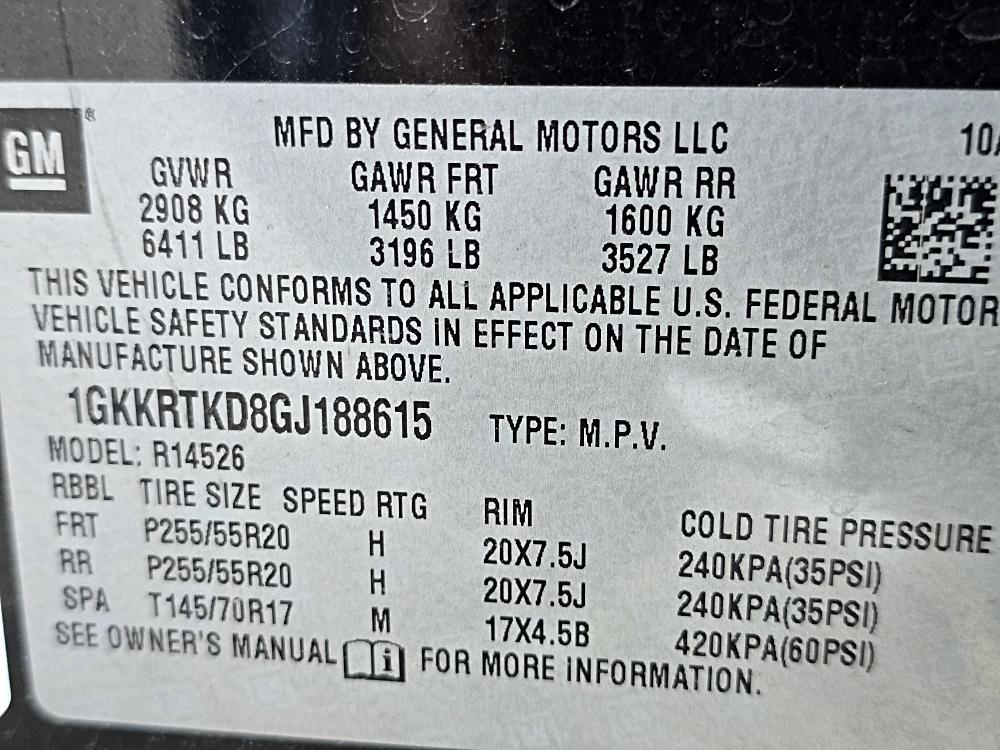 GM®
MFD BY GENERAL MOTORS LLC 10/
GVWR GAWR FRT GAWR RR
2908 KG 1450 KG 1600 KG
6411 LB 3196 LB 3527 LB
THIS VEHICLE CONFORMS TO ALL APPLICABLE U.S. FEDERAL MOTOR
VEHICLE SAFETY STANDARDS IN EFFECT ON THE DATE OF
MANUFACTURE SHOWN ABOVE.
1GKKRTKD8GJ188615 TYPE: M.P.V.
MODEL: R14526
RBBL TIRE SIZE SPEED RTG RIM COLD TIRE PRESSURE
FRT P255/55R20 H 20X7.5J 240KPA(35PSI)
RR P255/55R20 H 20X7.5J 240KPA(35PSI)
SPA T145/70R17 M 17X4.5B 420KPA(60PSI)
SEE OWNER'S MANUAL i FOR MORE INFORMATION.